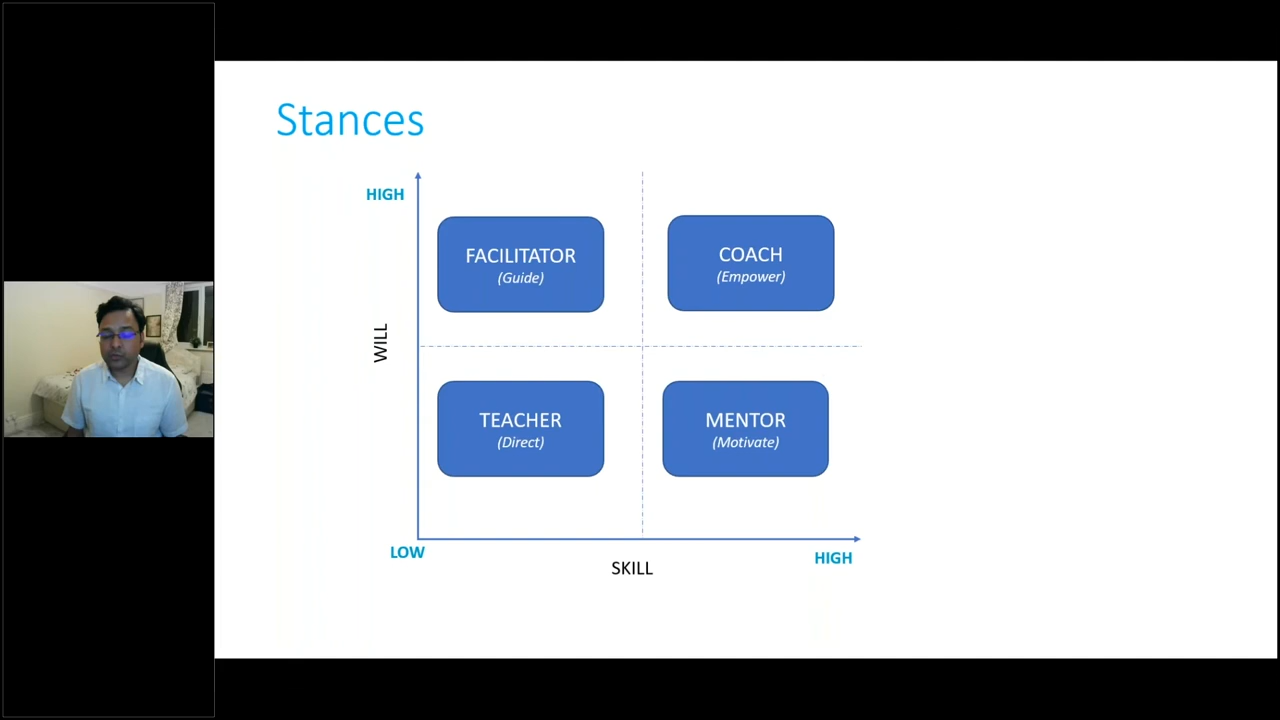 Stances
HIGH
FACILITATOR
(Guide)
COACH
(Empower)
WILL
TEACHER
(Direct)
MENTOR
(Motivate)
LOW
HIGH
SKILL